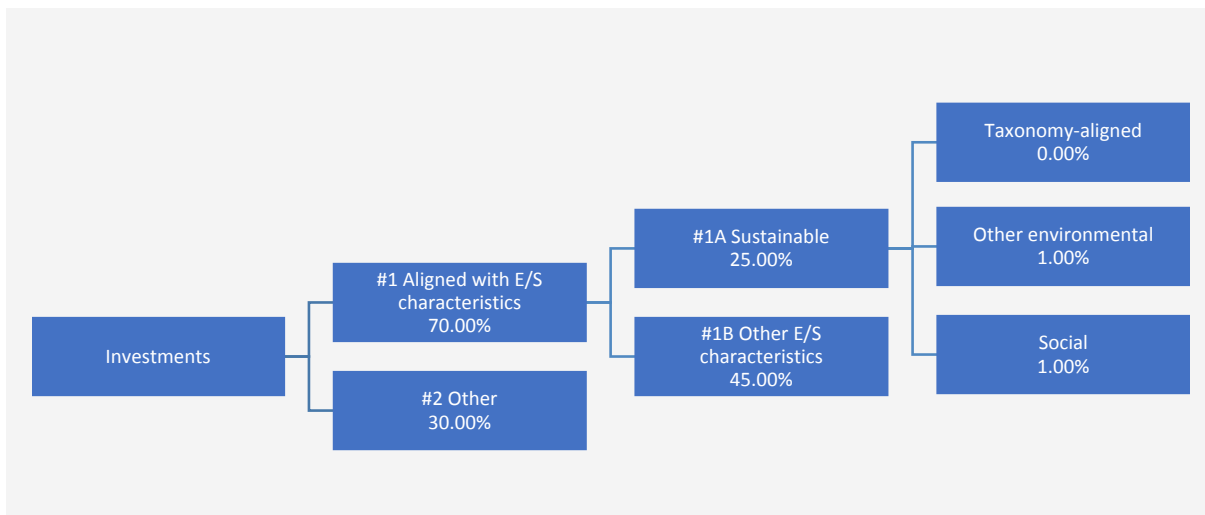 Investments
#1 Aligned with E/S
characteristics
70.00%
#2 Other
30.00%
#1A Sustainable
25.00%
#1B Other E/S
characteristics
45.00%
Taxonomy-aligned
0.00%
Other environmental
1.00%
Social
1.00%